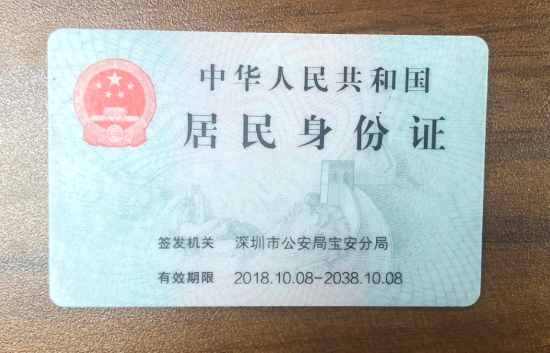 中华人民共和国
居民身份证
签发机关 深圳市公安局宝安分局
有效期限 2018.10.08-2038.10.08